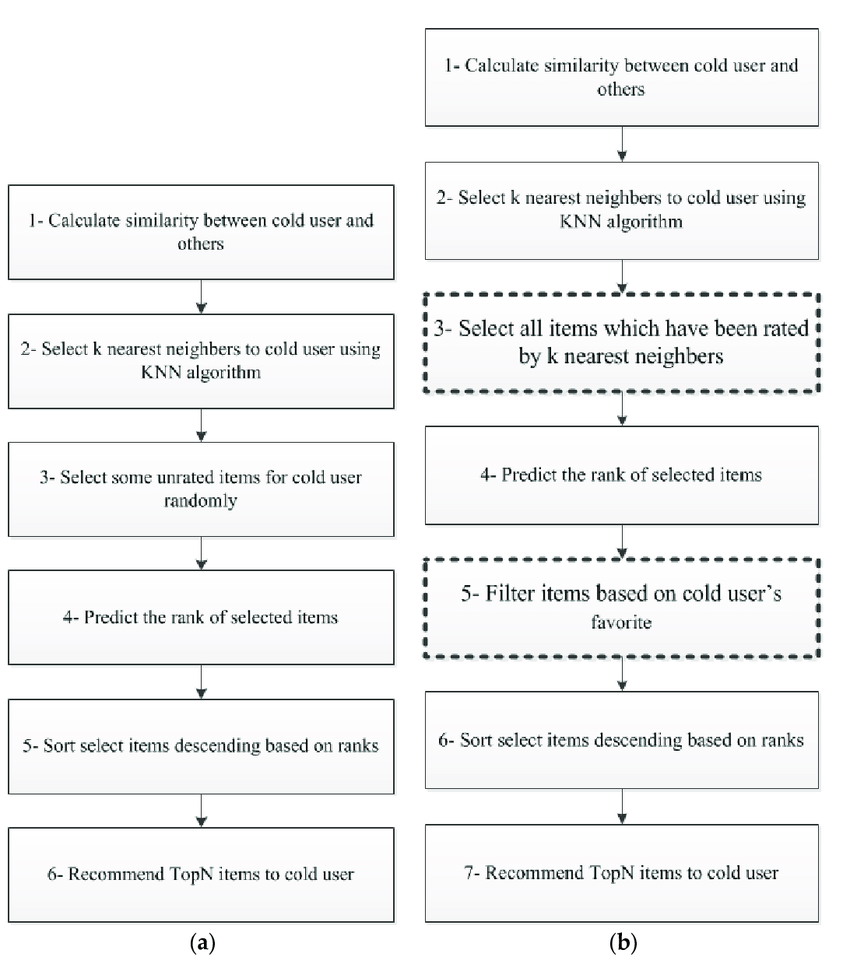 1- Calculate similarity between cold user and
others
2- Select k nearest neighbers to cold user using
KNN algorithm
3- Select some unrated items for cold user
randomly
4- Predict the rank of selected items
5- Sort select items descending based on ranks
6- Recommend TopN items to cold user
(a)
1- Calculate similarity between cold user and
others
2- Select k nearest neighbers to cold user using
KNN algorithm
3- Select all items which have been rated
by k nearest neighbers
4- Predict the rank of selected items
5- Filter items based on cold user's
favorite
6- Sort select items descending based on ranks
7- Recommend TopN items to cold user
(b)